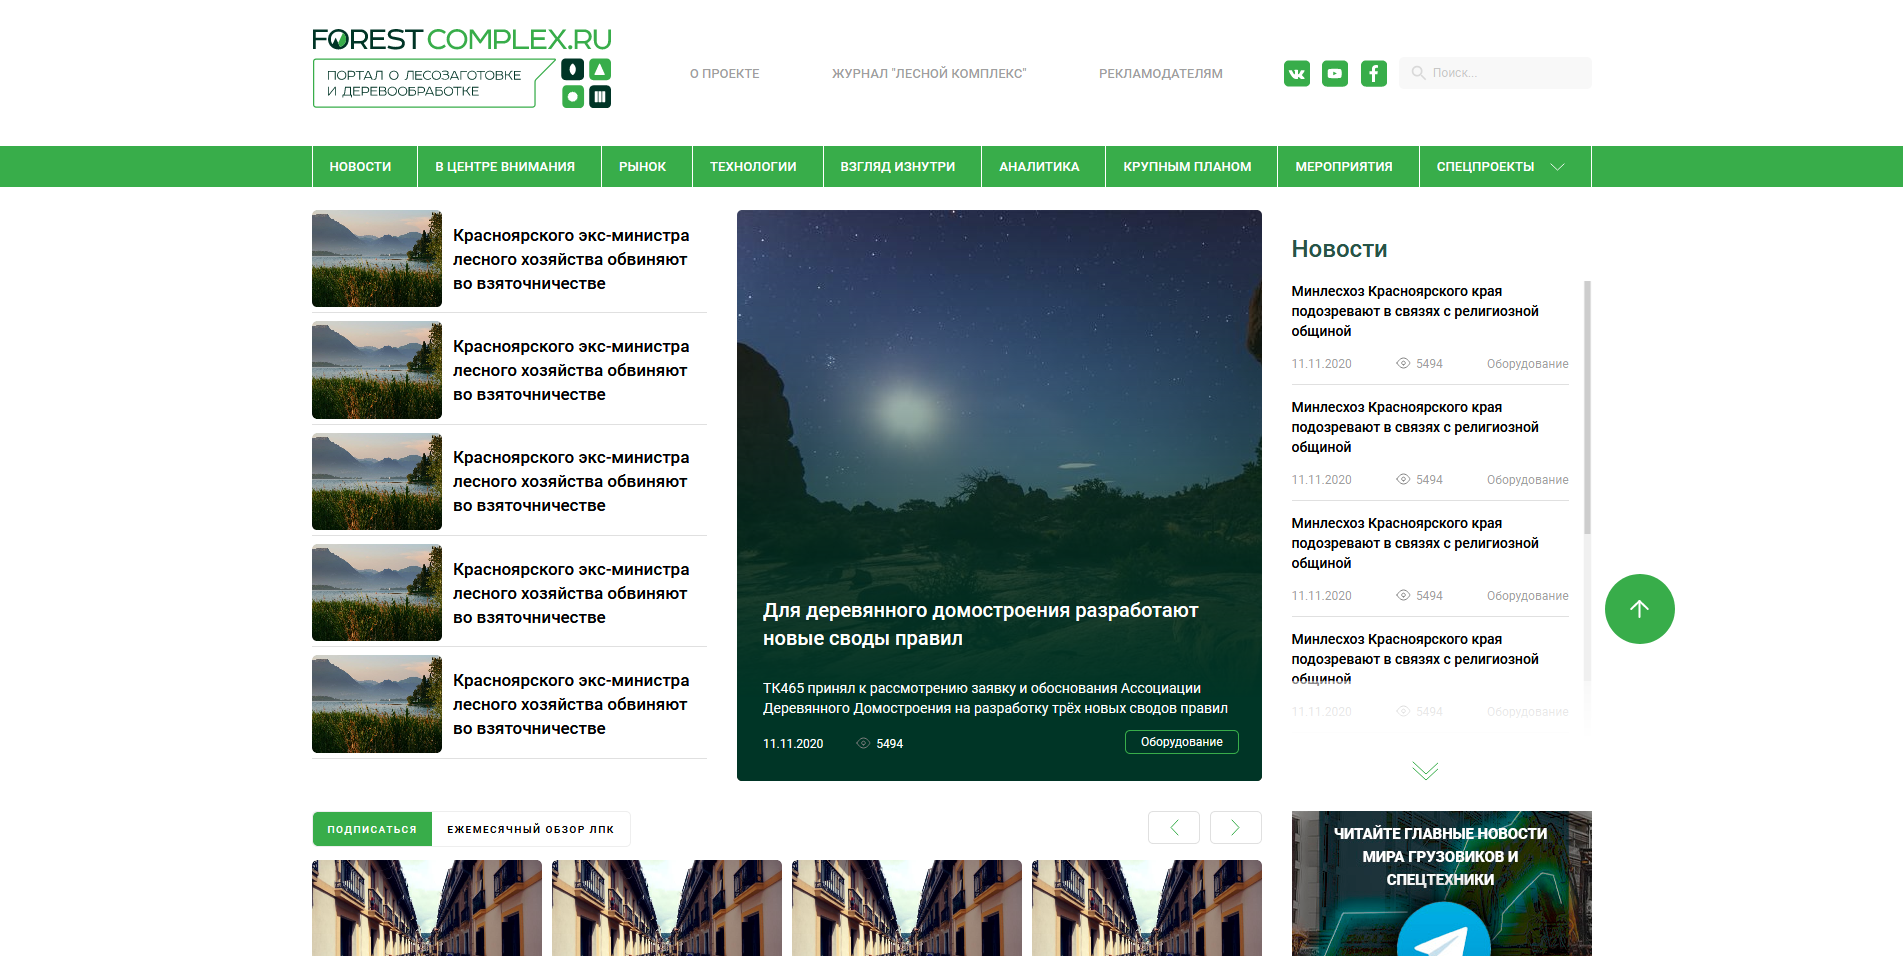 FOREST COMPLEX.RU
ПОРТАЛ О ЛЕСОЗАГОТОВКЕ
И ДЕРЕВООБРАБОТКЕ
О ПРОЕКТЕ
ЖУРНАЛ "ЛЕСНОЙ КОМПЛЕКС"
РЕКЛАМОДАТЕЛЯМ
Поиск...
НОВОСТИ
В ЦЕНТРЕ ВНИМАНИЯ
РЫНОК
ТЕХНОЛОГИИ
ВЗГЛЯД ИЗНУТРИ
АНАЛИТИКА
КРУПНЫМ ПЛАНОМ
МЕРОПРИЯТИЯ
СПЕЦПРОЕКТЫ
Красноярского экс-министра
лесного хозяйства обвиняют
во взяточничестве
Красноярского экс-министра
лесного хозяйства обвиняют
во взяточничестве
Красноярского экс-министра
лесного хозяйства обвиняют
во взяточничестве
Красноярского экс-министра
лесного хозяйства обвиняют
во взяточничестве
Красноярского экс-министра
лесного хозяйства обвиняют
во взяточничестве
Для деревянного домостроения разработают
новые своды правил
ТК465 принял к рассмотрению заявку и обоснования Ассоциации
Деревянного Домостроения на разработку трёх новых сводов правил
11.11.2020 5494 Оборудование
Новости
Минлесхоз Красноярского края
подозревают в связях с религиозной
общиной
11.11.2020 5494 Оборудование
Минлесхоз Красноярского края
подозревают в связях с религиозной
общиной
11.11.2020 5494 Оборудование
Минлесхоз Красноярского края
подозревают в связях с религиозной
общиной
11.11.2020 5494 Оборудование
Минлесхоз Красноярского края
подозревают в связях с религиозной
общиной
11.11.2020 5494 Оборудование
ПОДПИСАТЬСЯ
ЕЖЕМЕСЯЧНЫЙ ОБЗОР ЛПК
ЧИТАЙТЕ ГЛАВНЫЕ НОВОСТИ
МИРА ГРУЗОВИКОВ И
СПЕЦТЕХНИКИ